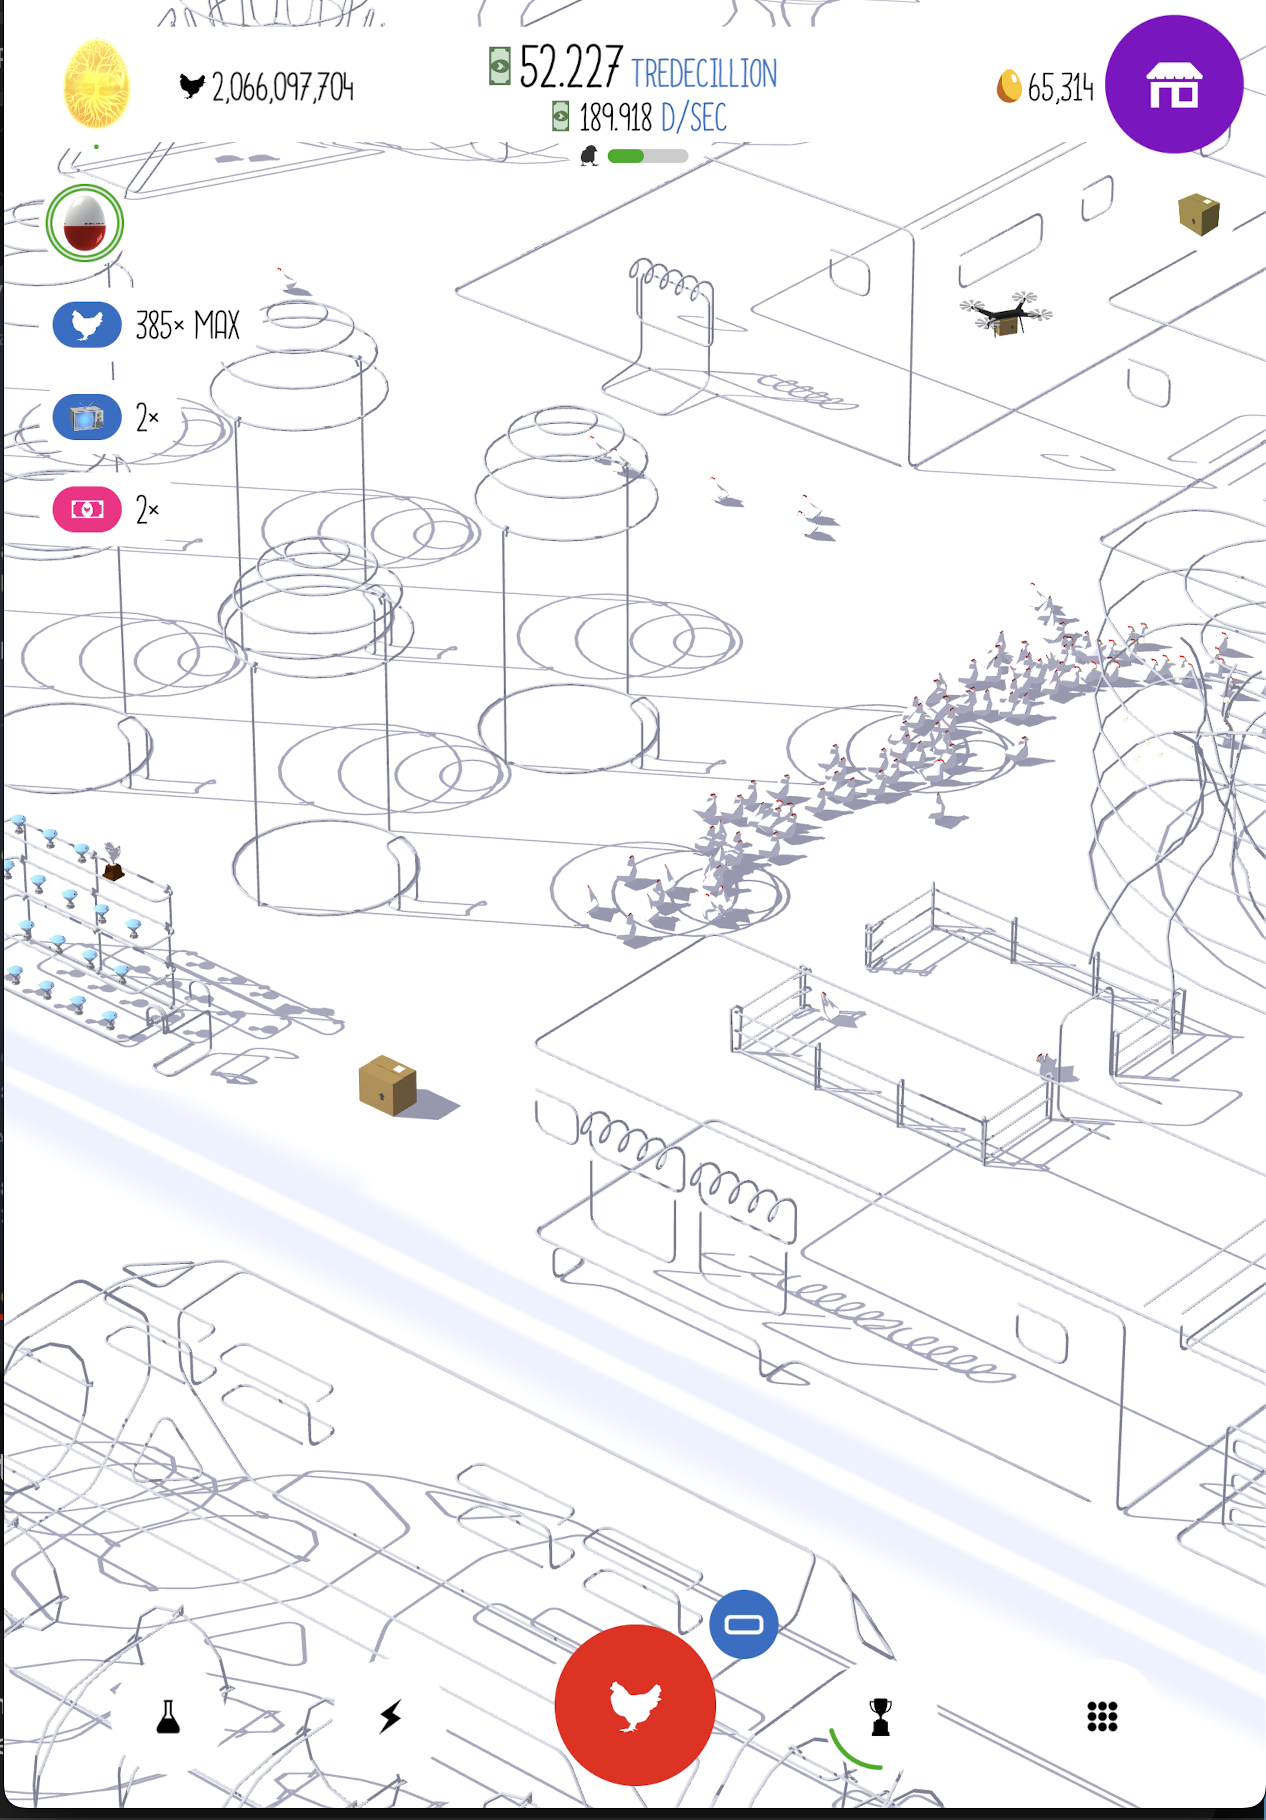 2,066,097,704
52.227 TREDECILLION
189.918 D/SEC
65,314
385× MAX
2×
2×